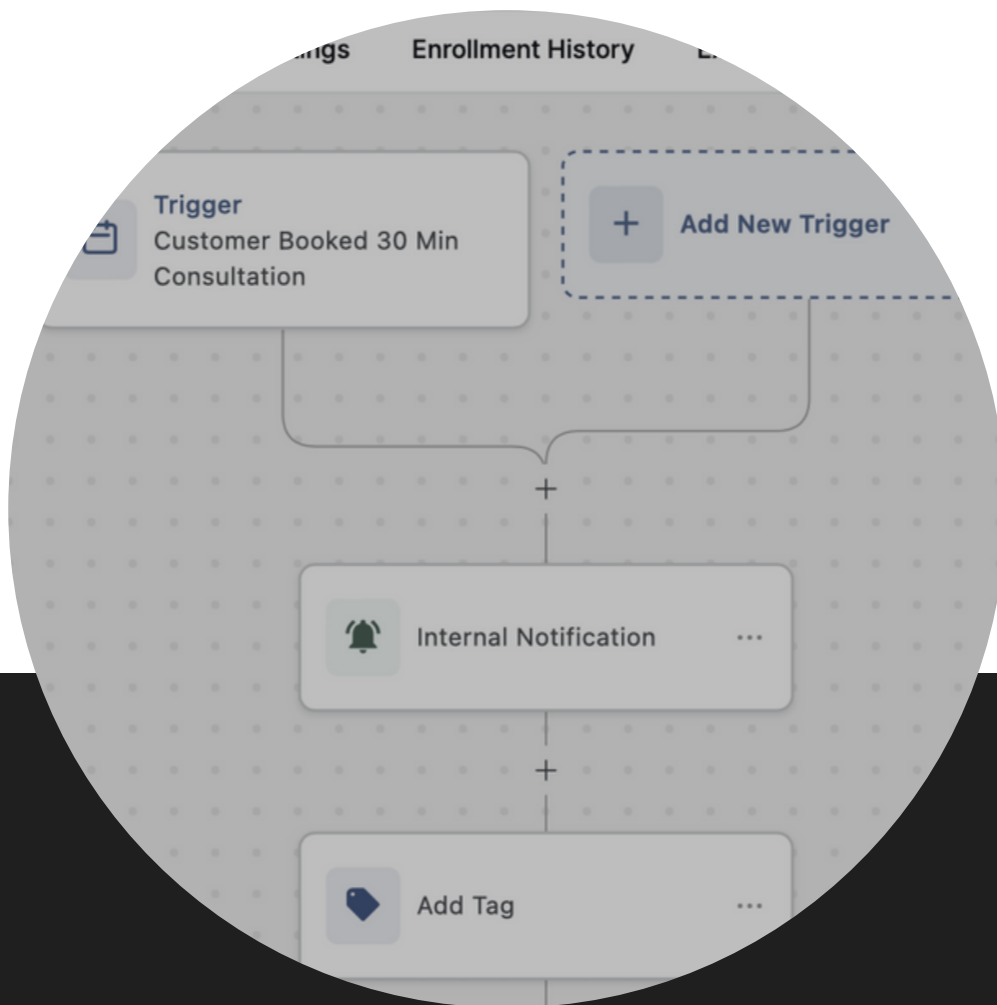 Enrollment History
Trigger
Customer Booked 30 Min
Consultation
Add New Trigger
Internal Notification
Add Tag